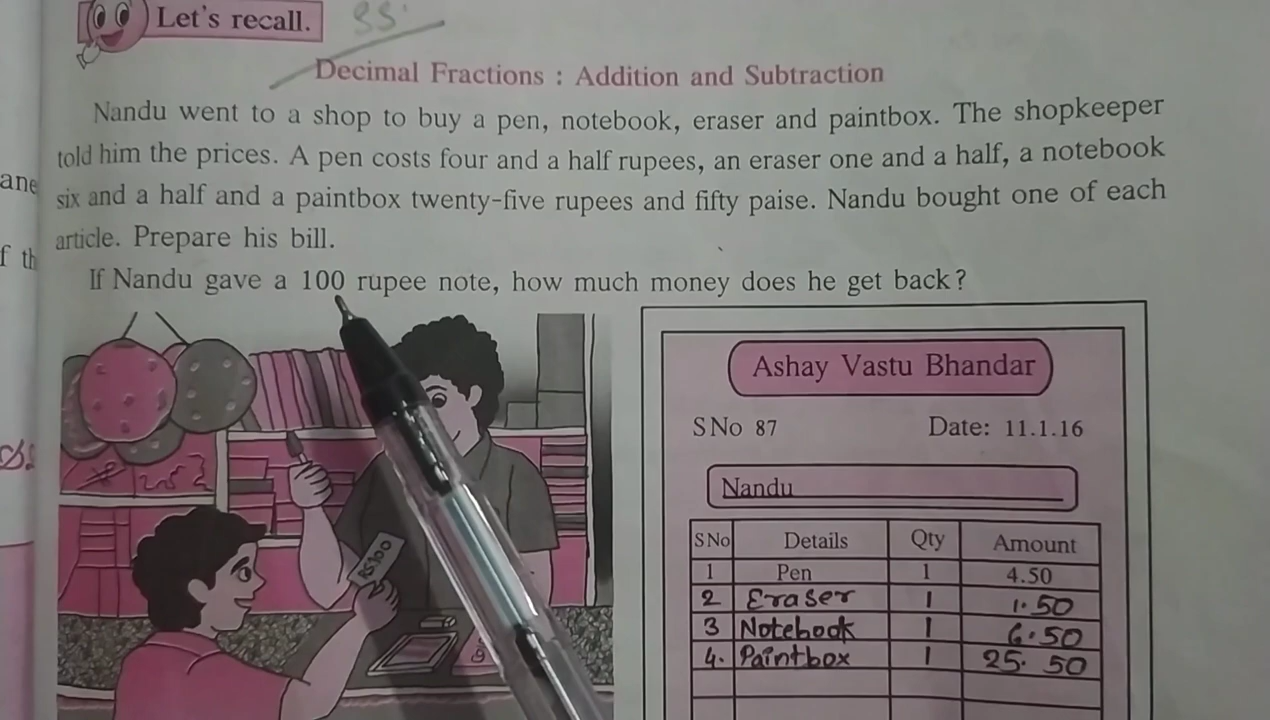 Let's recall.
Decimal Fractions : Addition and Subtraction
Nandu went to a shop to buy a pen, notebook, eraser and paintbox. The shopkeeper
told him the prices. A pen costs four and a half rupees, an eraser one and a half, a notebook
six and a half and a paintbox twenty-five rupees and fifty paise. Nandu bought one of each
article. Prepare his bill.
If Nandu gave a 100 rupee note, how much money does he get back?
Ashay Vastu Bhandar
S No 87 Date: 11.1.16
Nandu
S No Details Qty Amount
1 Pen 1 4.50
2 Eraser 1 1.50
3 Notebook 1 6.50
4. Paintbox 1 25.50
RS 100